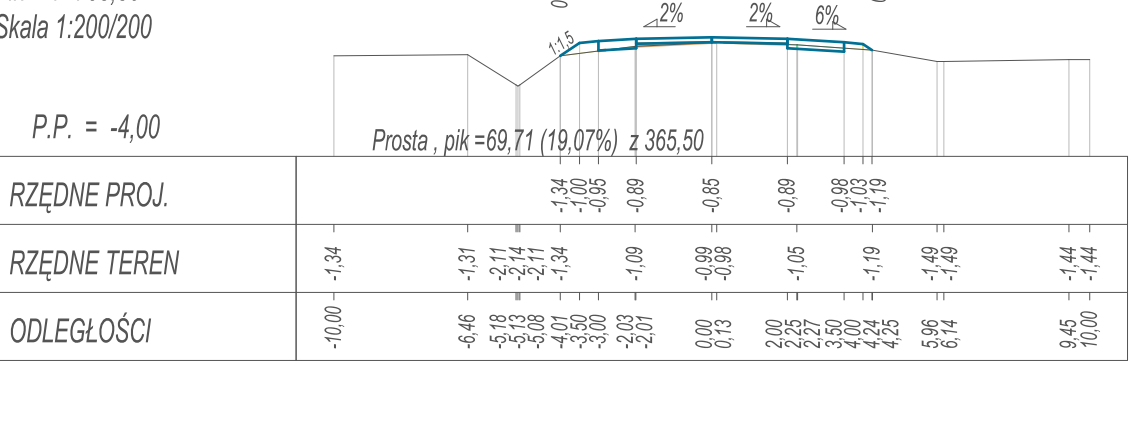 Skala 1:200/200
2%
2%
6%
1:1,5
P.P. = -4,00
Prosta , pik =69,71 (19,07%) z 365,50
RZĘDNE PROJ.
-1,34 -1,00 -0,95 -0,89 -0,85 -0,89 -0,98 -1,03 -1,19
RZĘDNE TEREN
-1,34 -1,31 -2,11 -2,14 -2,11 -1,34 -1,09 -0,99 -0,98 -1,05 -1,19 -1,49 -1,49 -1,44 -1,44
ODLEGŁOŚCI
-10,00 -6,46 -5,18 -5,13 -5,08 -4,01 -3,50 -3,00 -2,03 -2,01 0,00 0,13 2,00 2,25 2,27 3,50 4,00 4,24 4,25 5,96 6,14 9,45 10,00